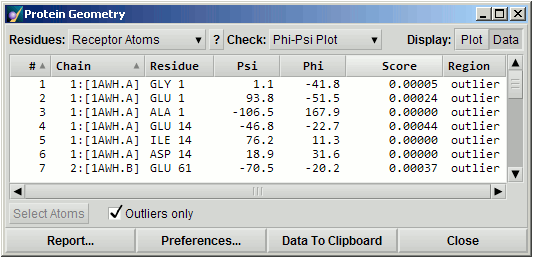 Protein Geometry
Residues: Receptor Atoms ? Check: Phi-Psi Plot Display: Plot Data
# Chain Residue Psi Phi Score Region
1 1:[1AWH.A] GLY 1 1.1 -41.8 0.00005 outlier
2 1:[1AWH.A] GLU 1 93.8 -51.5 0.00024 outlier
3 1:[1AWH.A] ALA 1 -106.5 167.9 0.00000 outlier
4 1:[1AWH.A] GLU 14 -46.8 -22.7 0.00044 outlier
5 1:[1AWH.A] ILE 14 76.2 11.3 0.00000 outlier
6 1:[1AWH.A] ASP 14 18.9 31.6 0.00000 outlier
7 2:[1AWH.B] GLU 61 -70.5 -20.2 0.00037 outlier
Select Atoms Outliers only
Report... Preferences... Data To Clipboard Close